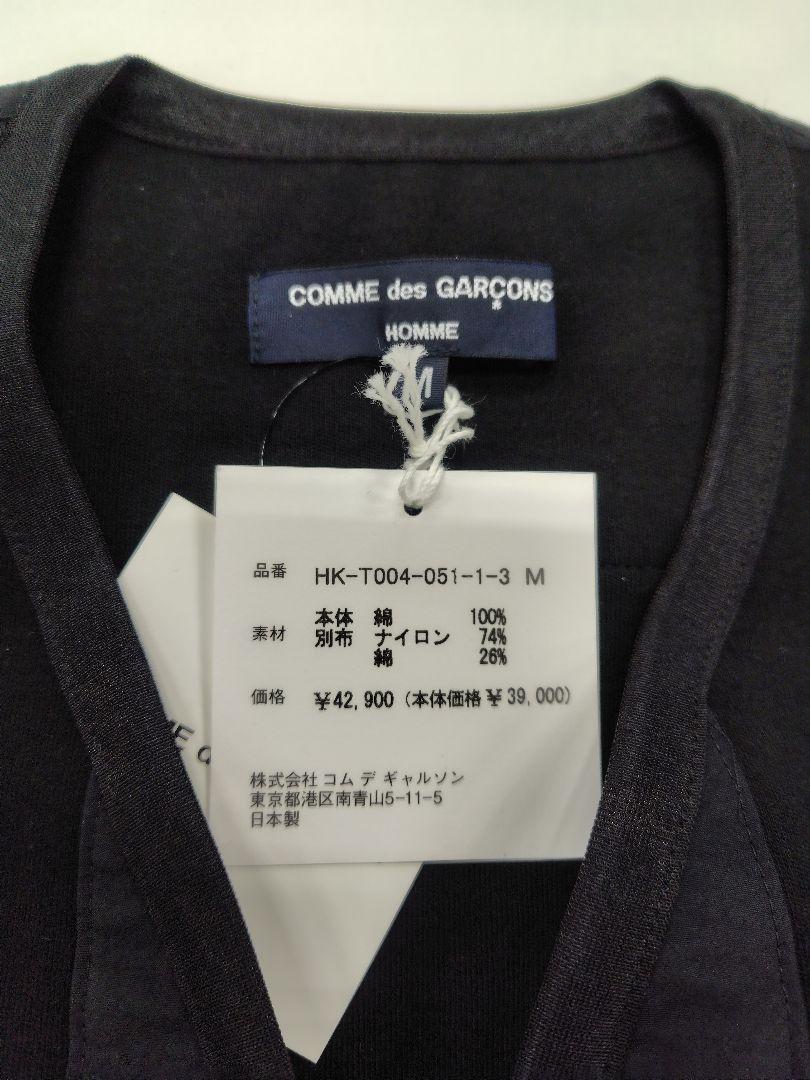 COMME des GARÇONS
HOMME
M
品番 HK-T004-051-1-3 M
素材 本体 綿 100%
別布 ナイロン 74%
綿 26%
価格 ¥42,900 (本体価格¥39,000)
株式会社 コム デ ギャルソン
東京都港区南青山5-11-5
日本製